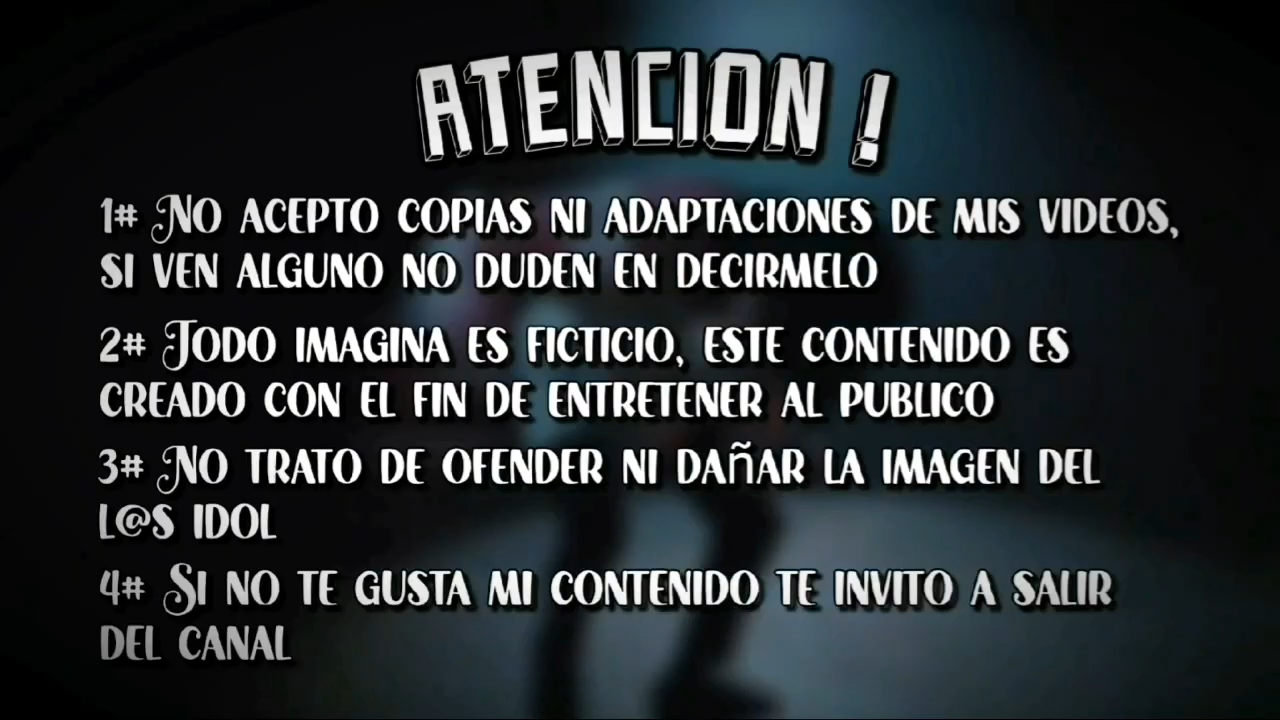 ATENCION !
1# NO ACEPTO COPIAS NI ADAPTACIONES DE MIS VIDEOS,
SI VEN ALGUNO NO DUDEN EN DECIRMELO
2# TODO IMAGINA ES FICTICIO, ESTE CONTENIDO ES
CREADO CON EL FIN DE ENTRETENER AL PUBLICO
3# NO TRATO DE OFENDER NI DAÑAR LA IMAGEN DEL
L@S IDOL
4# SI NO TE GUSTA MI CONTENIDO TE INVITO A SALIR
DEL CANAL